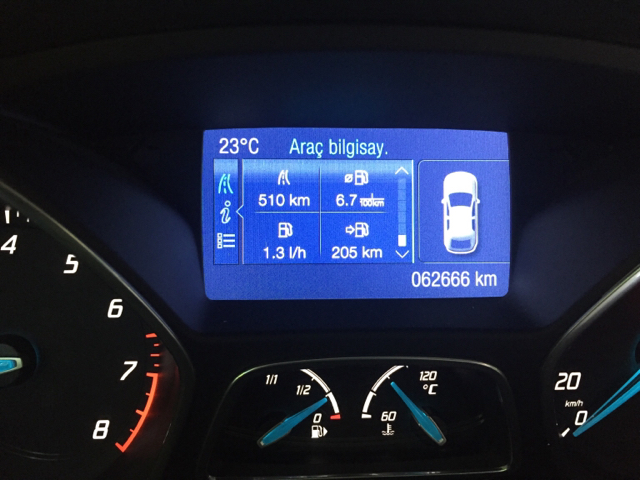 23°C Araç bilgisay.
510 km 6.7 l/100km
1.3 l/h 205 km
062666 km
4
5
6
7
8
1/1 1/2 0
120 °C 60
20 km/h 0